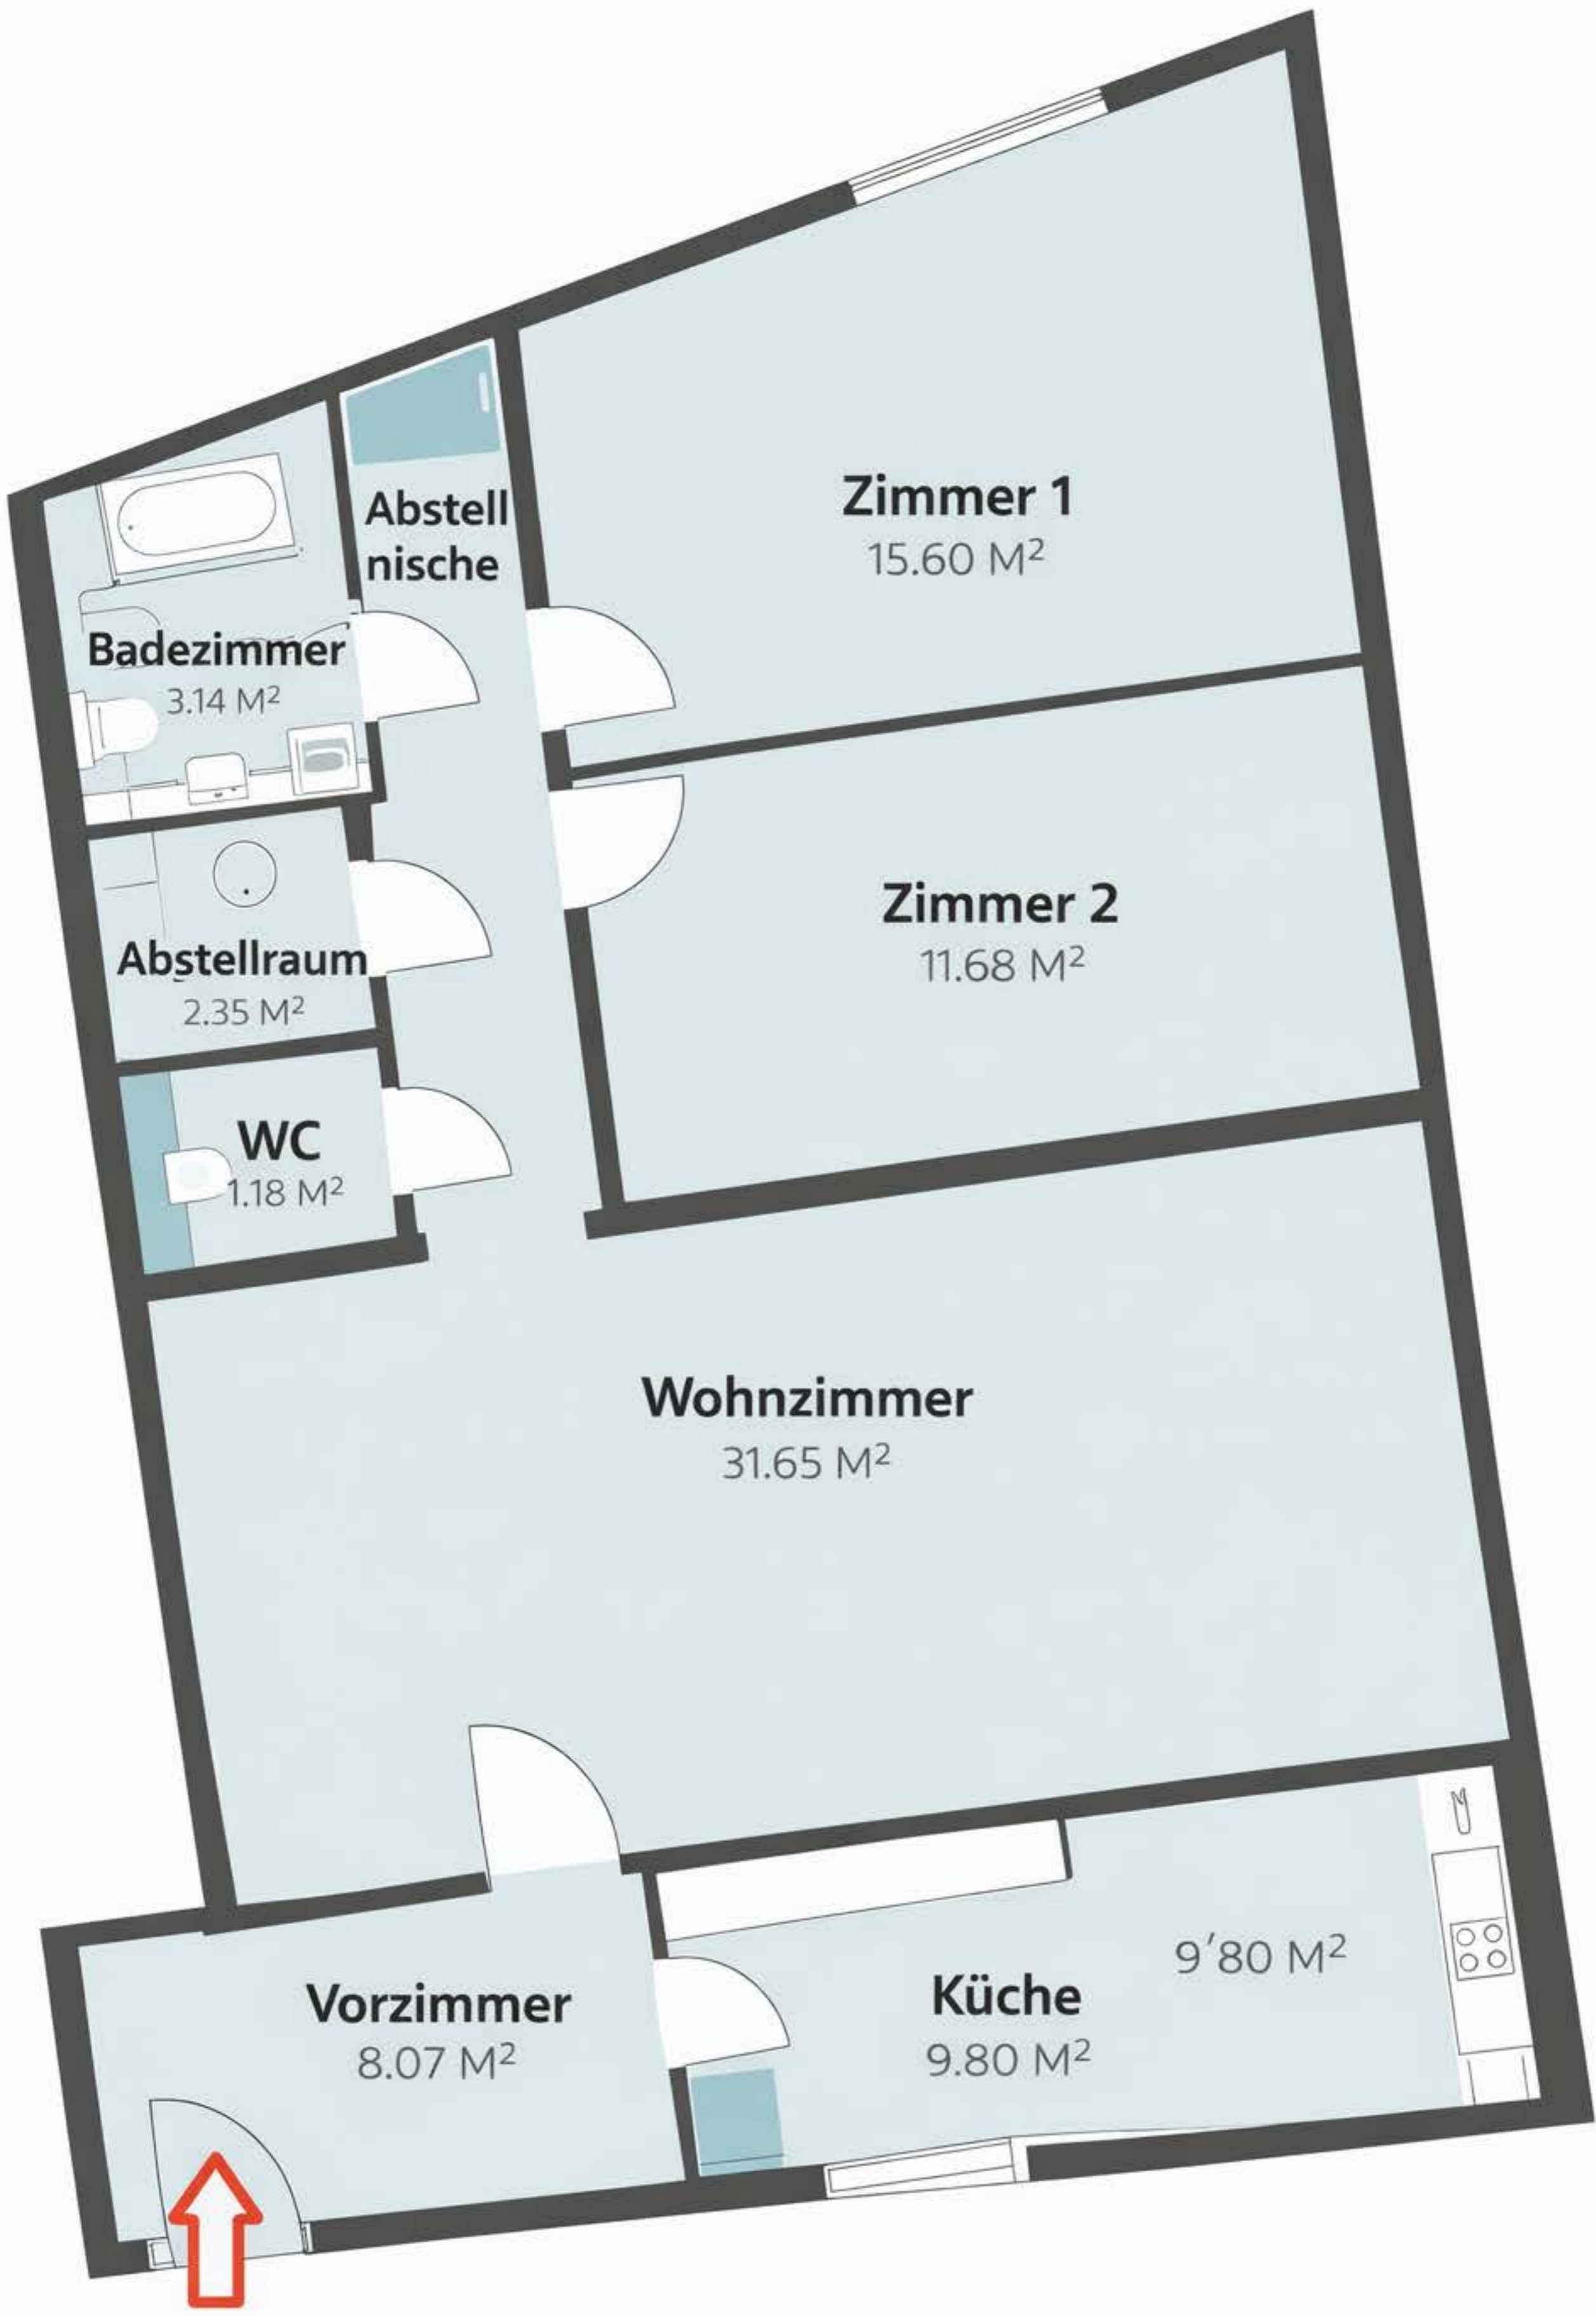 Zimmer 1
15.60 M²
Abstell
nische
Badezimmer
3.14 M²
Zimmer 2
11.68 M²
Abstellraum
2.35 M²
WC
1.18 M²
Wohnzimmer
31.65 M²
Vorzimmer
8.07 M²
9′80 M²
Küche
9.80 M²